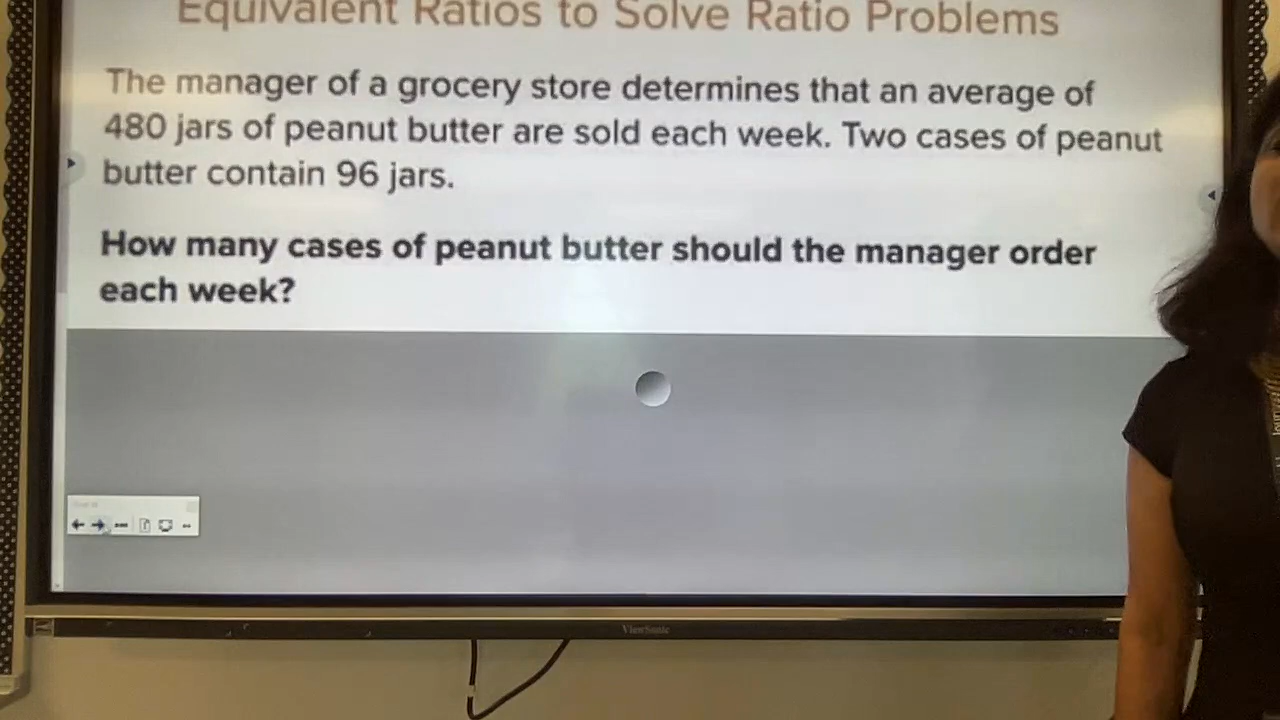 Equivalent Ratios to Solve Ratio Problems
The manager of a grocery store determines that an average of
480 jars of peanut butter are sold each week. Two cases of peanut
butter contain 96 jars.
How many cases of peanut butter should the manager order
each week?
ViewSonic